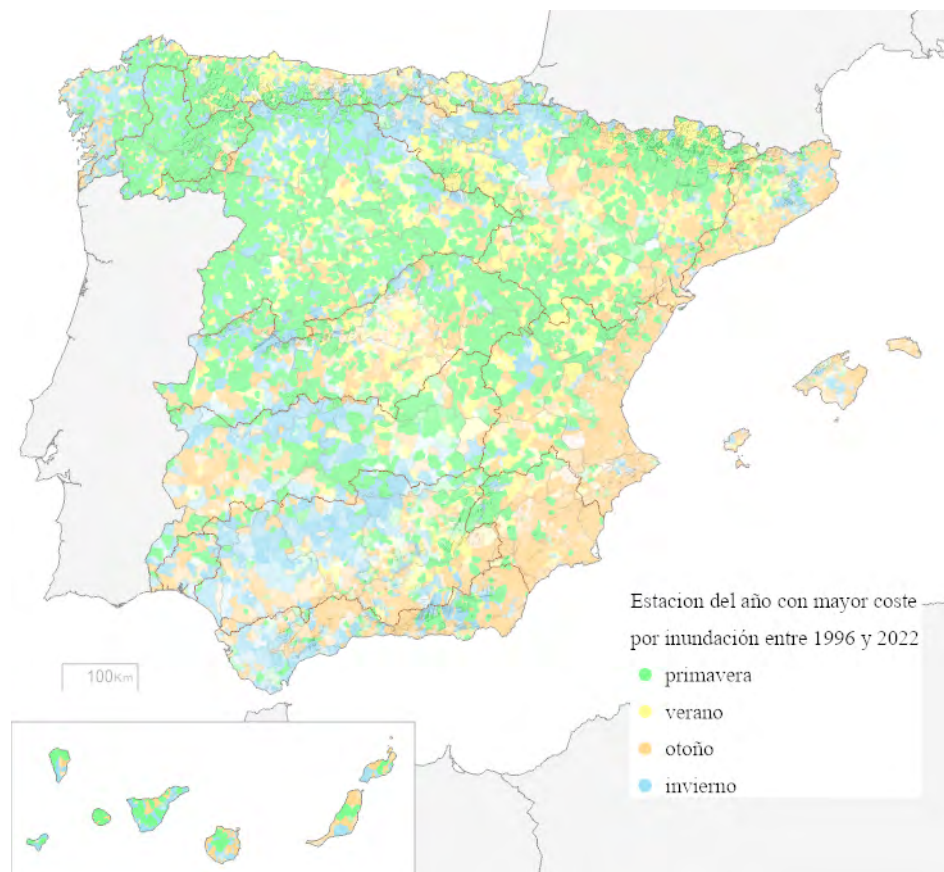 Estacion del año con mayor coste
por inundación entre 1996 y 2022
primavera
verano
otoño
invierno
100Km